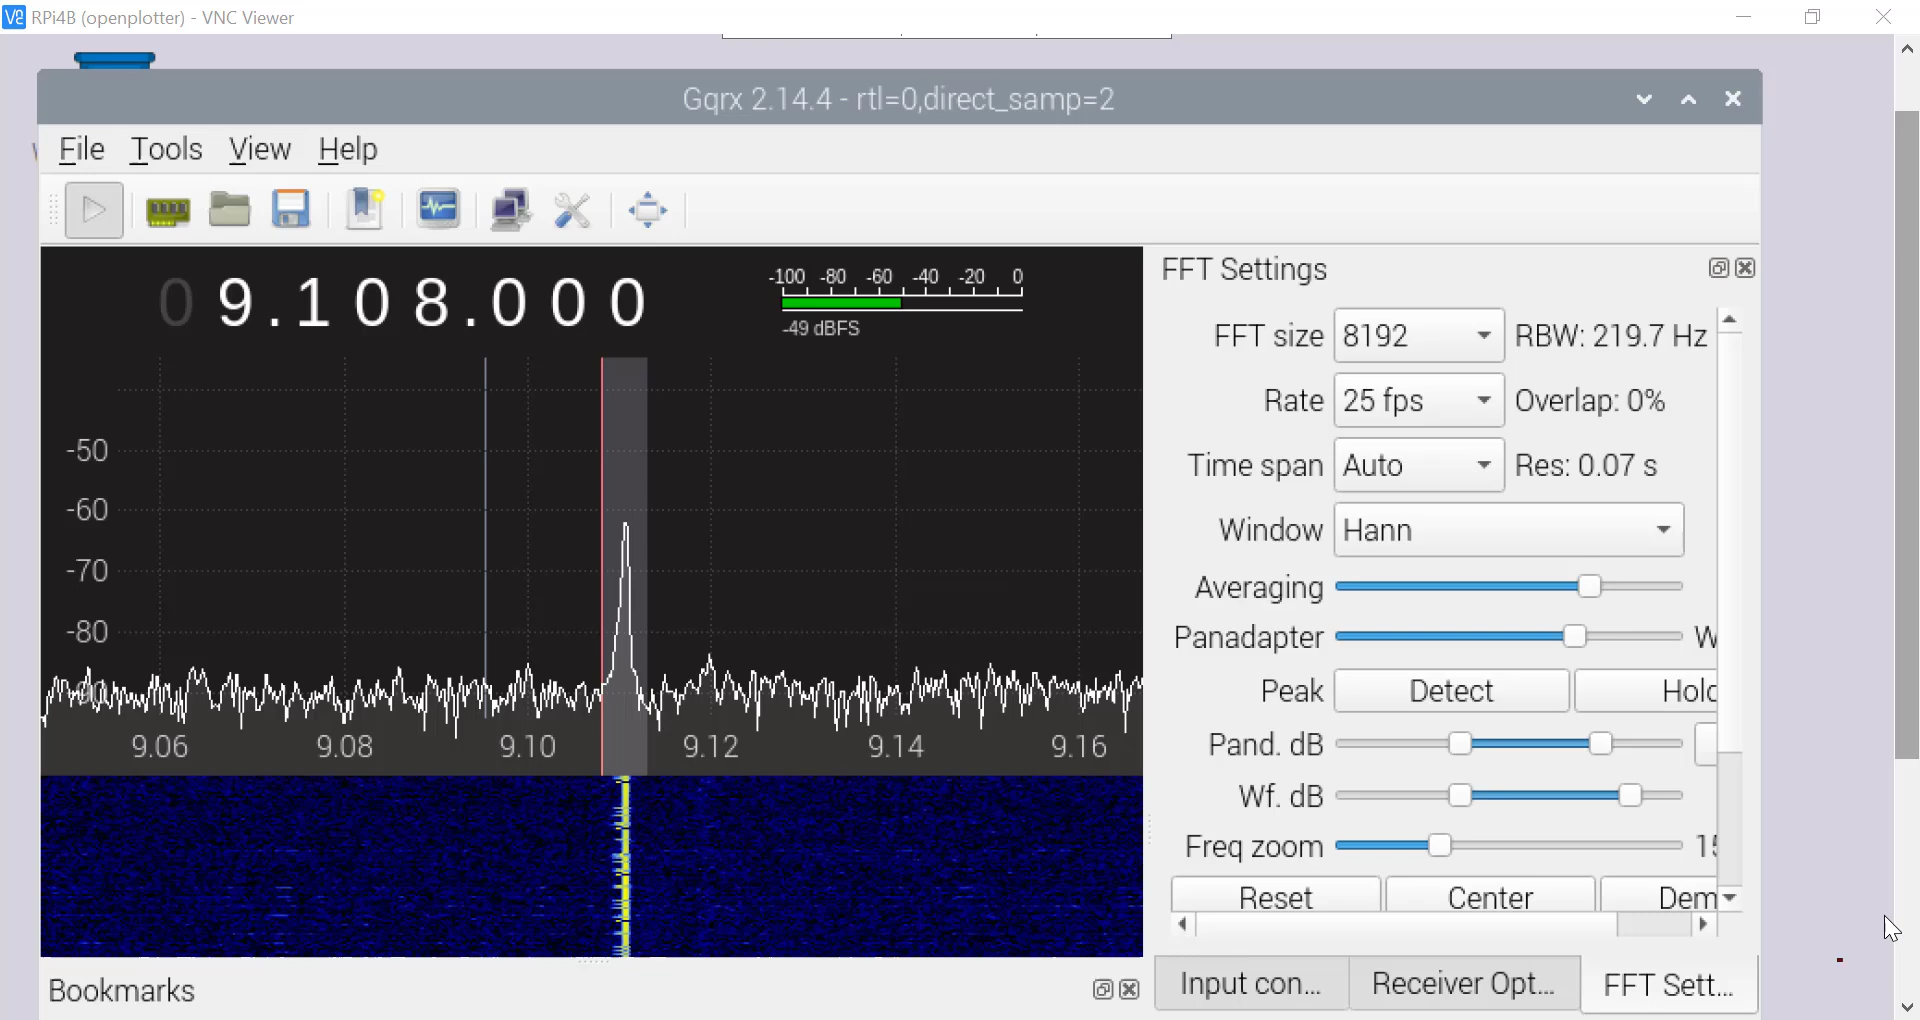 RPi4B (openplotter) - VNC Viewer
Gqrx 2.14.4 - rtl=0,direct_samp=2
File Tools View Help
09.108.000
-100 -80 -60 -40 -20 0
-49 dBFS
-50
-60
-70
-80
-90
9.06 9.08 9.10 9.12 9.14 9.16
FFT Settings
FFT size 8192 RBW: 219.7 Hz
Rate 25 fps Overlap: 0%
Time span Auto Res: 0.07 s
Window Hann
Averaging
Panadapter W
Peak Detect Hold
Pand. dB
Wf. dB
Freq zoom 15
Reset Center Dem
Bookmarks
Input con... Receiver Opt... FFT Sett...